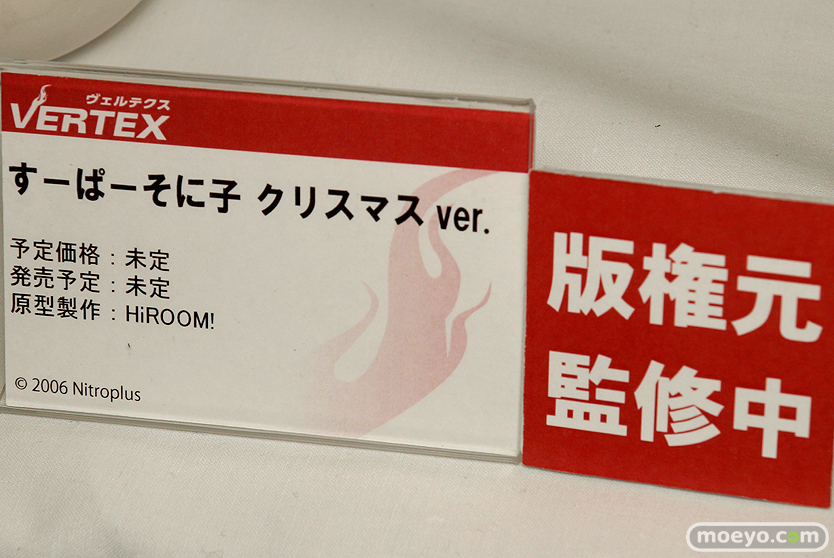 ヴェルテクス
VERTEX
すーぱーそに子 クリスマス ver.
予定価格：未定
発売予定：未定
原型製作：HiROOM!
© 2006 Nitroplus
版権元
監修中
moeyo.com